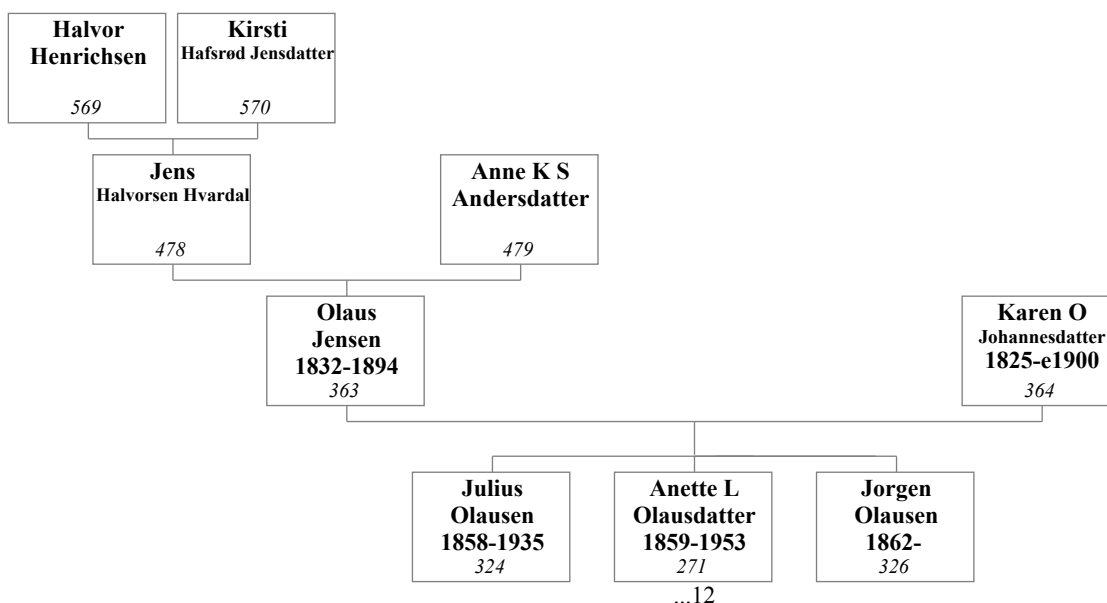 Halvor
Henrichsen
569
Kirsti
Hafsrød Jensdatter
570
Jens
Halvorsen Hvardal
478
Anne K S
Andersdatter
479
Olaus
Jensen
1832-1894
363
Karen O
Johannesdatter
1825-e1900
364
Julius
Olausen
1858-1935
324
Anette L
Olausdatter
1859-1953
271
...12
Jorgen
Olausen
1862-
326